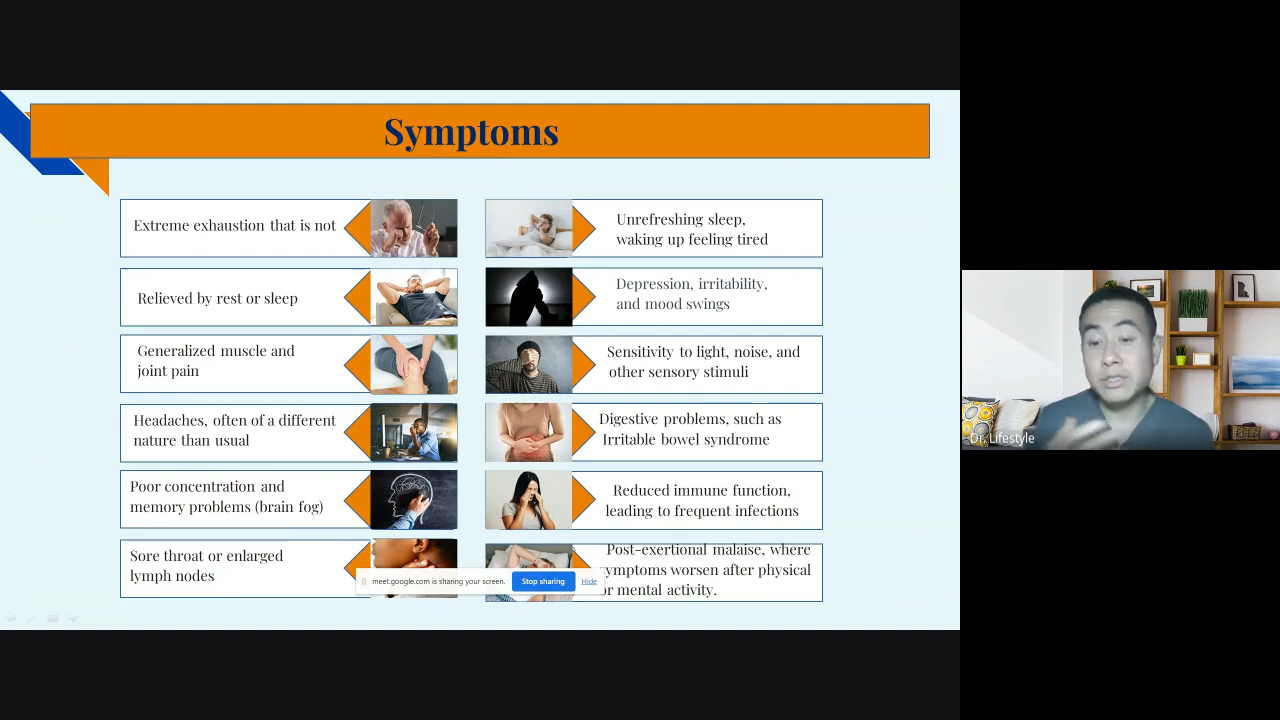 Symptoms
Extreme exhaustion that is not
Relieved by rest or sleep
Generalized muscle and
joint pain
Headaches, often of a different
nature than usual
Poor concentration and
memory problems (brain fog)
Sore throat or enlarged
lymph nodes
Unrefreshing sleep,
waking up feeling tired
Depression, irritability,
and mood swings
Sensitivity to light, noise, and
other sensory stimuli
Digestive problems, such as
Irritable bowel syndrome
Reduced immune function,
leading to frequent infections
Post-exertional malaise, where
symptoms worsen after physical
or mental activity.
meet.google.com is sharing your screen. Stop sharing Hide
Dr. Lifestyle